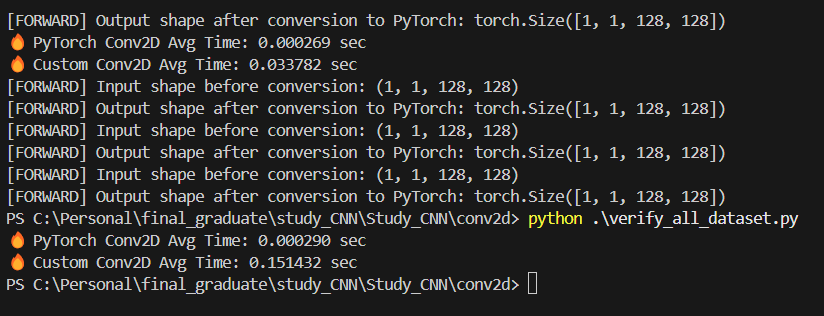 [FORWARD] Output shape after conversion to PyTorch: torch.Size([1, 1, 128, 128])
🔥 PyTorch Conv2D Avg Time: 0.000269 sec
🔥 Custom Conv2D Avg Time: 0.033782 sec
[FORWARD] Input shape before conversion: (1, 1, 128, 128)
[FORWARD] Output shape after conversion to PyTorch: torch.Size([1, 1, 128, 128])
[FORWARD] Input shape before conversion: (1, 1, 128, 128)
[FORWARD] Output shape after conversion to PyTorch: torch.Size([1, 1, 128, 128])
[FORWARD] Input shape before conversion: (1, 1, 128, 128)
[FORWARD] Output shape after conversion to PyTorch: torch.Size([1, 1, 128, 128])
PS C:\Personal\final_graduate\study_CNN\Study_CNN\conv2d> python .\verify_all_dataset.py
🔥 PyTorch Conv2D Avg Time: 0.000290 sec
🔥 Custom Conv2D Avg Time: 0.151432 sec
PS C:\Personal\final_graduate\study_CNN\Study_CNN\conv2d>